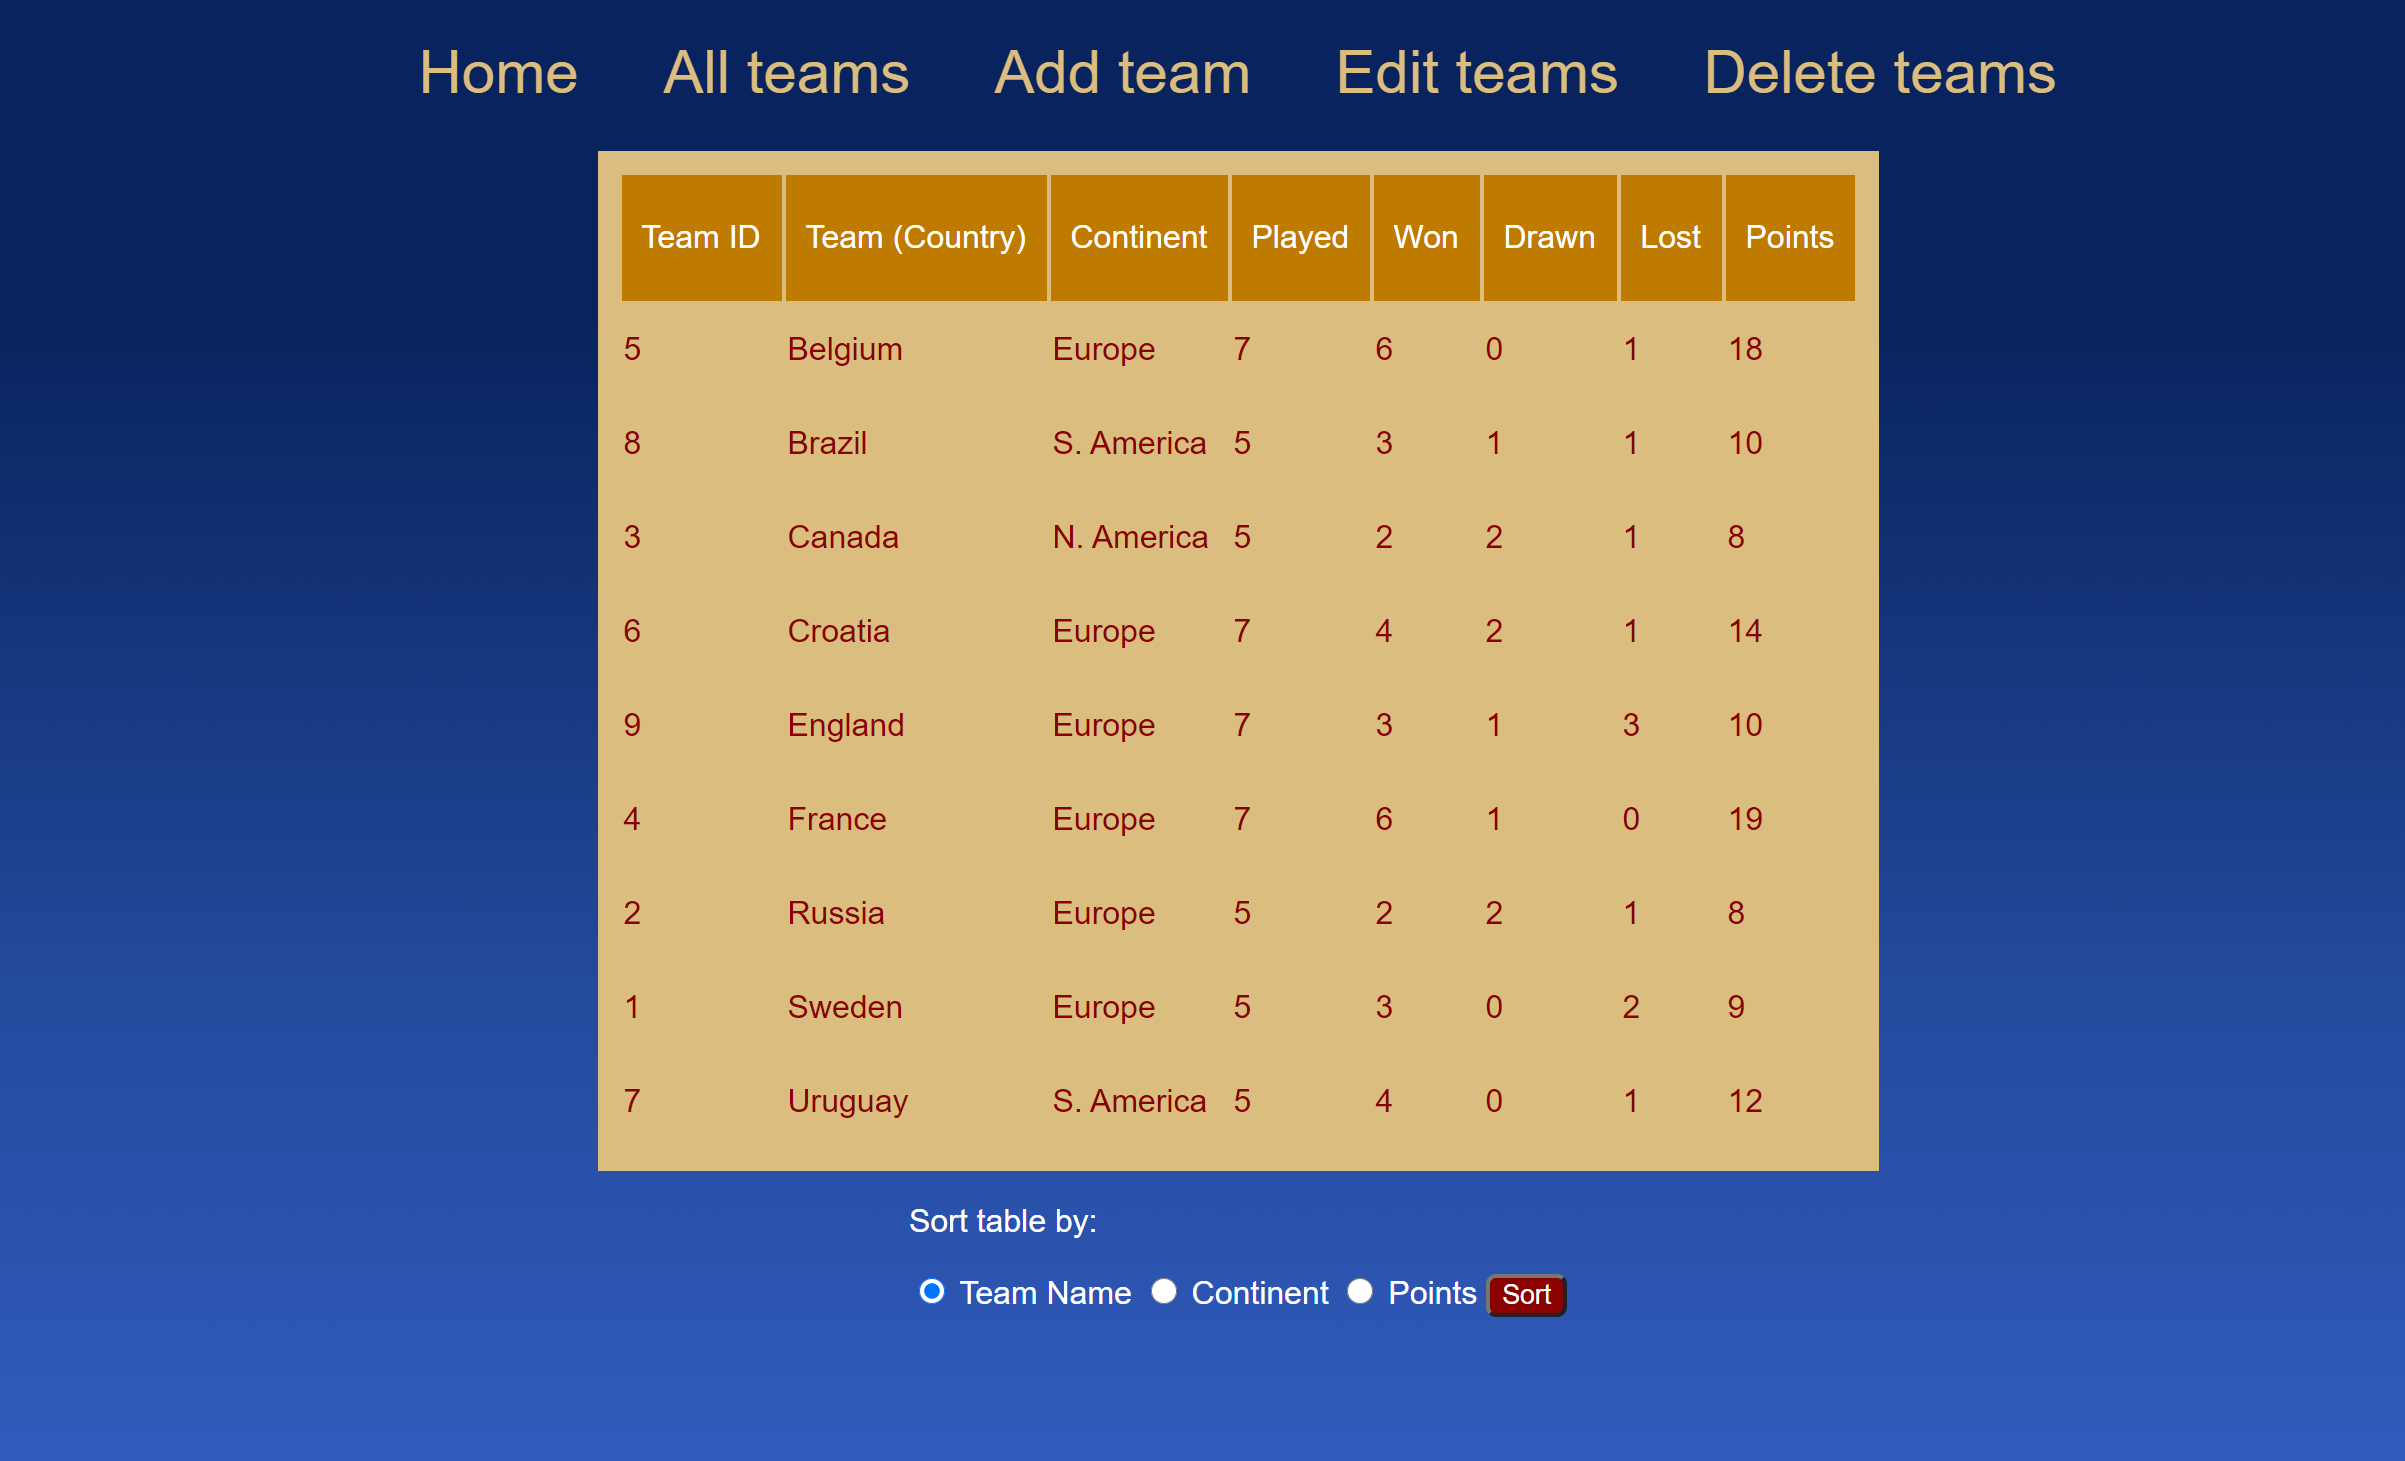 Home All teams Add team Edit teams Delete teams
Team ID Team (Country) Continent Played Won Drawn Lost Points
5 Belgium Europe 7 6 0 1 18
8 Brazil S. America 5 3 1 1 10
3 Canada N. America 5 2 2 1 8
6 Croatia Europe 7 4 2 1 14
9 England Europe 7 3 1 3 10
4 France Europe 7 6 1 0 19
2 Russia Europe 5 2 2 1 8
1 Sweden Europe 5 3 0 2 9
7 Uruguay S. America 5 4 0 1 12
Sort table by:
Team Name Continent Points Sort